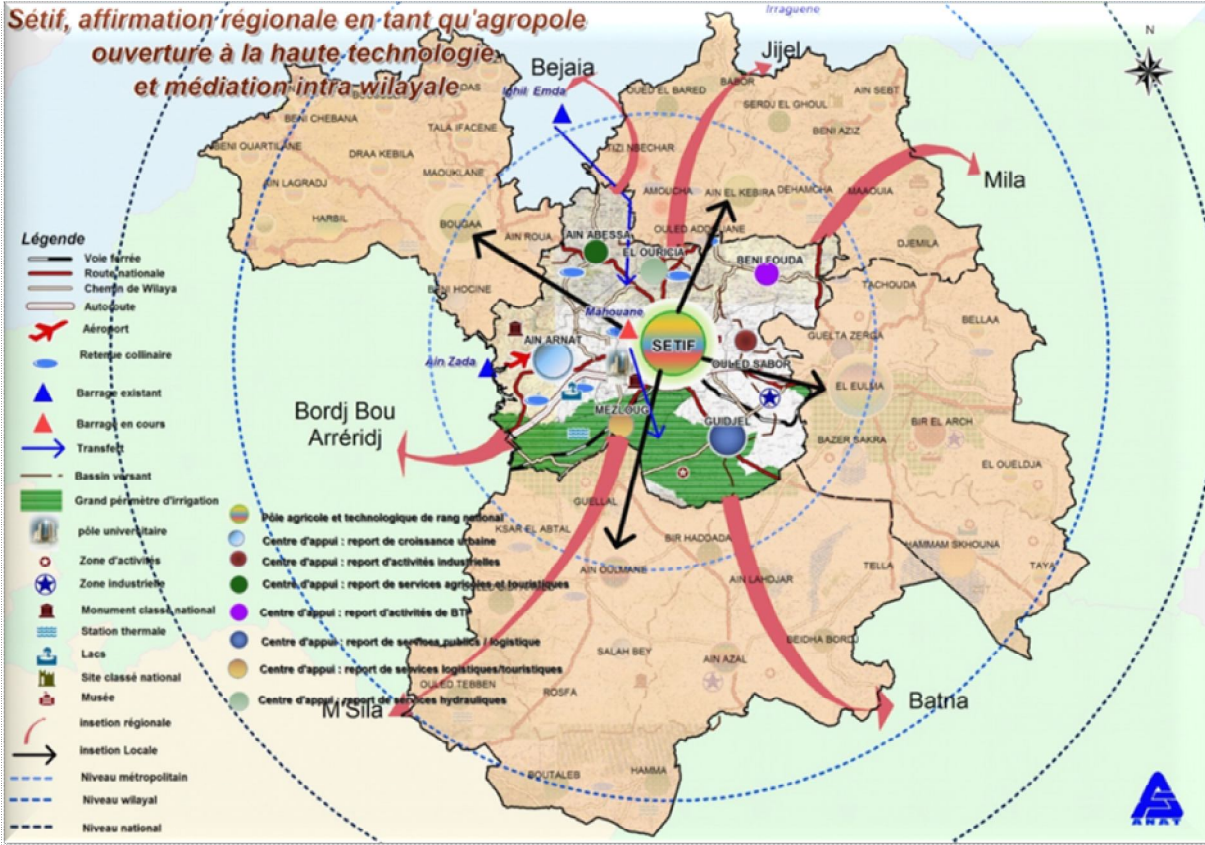 Sétif, affirmation régionale en tant qu'agropole
ouverture à la haute technologie
et médiation intra-wilayale
Irraguene
N
Jijel
Bejaia
Ighil Emda
OUED EL BARED
BABOR
SERDJ EL GHOUL
AIN SEBT
BENI AZIZ
BENI CHEBANA
TALA IFACENE
BENI OUARTILANE
DRAA KEBILA
MAOUKLANE
AIN LAGRADJ
HARBIL
BOUGAA
AIN ROUA
BENI HOCINE
TIZI NBECHAR
AMOUCHA
AIN EL KEBIRA
DEHAMCHA
MAAOUIA
Mila
DJEMILA
AIN ABESSA
EL OURICIA
BENI FOUDA
TACHOUDA
BELLAA
Mahouane
GUELTA ZERGA
AIN ARNAT
SETIF
OULED SABOR
Ain Zada
EL EULMA
MEZLOUG
GUIDJEL
BIR EL ARCH
BAZER SAKRA
EL OUELDJA
Bordj Bou
Arréridj
GUELLAL
KSAR EL ABTAL
BIR HADDADA
HAMMAM SKHOUNA
AIN OULMANE
AIN LAHDJAR
TELLA
TAYA
BEIDHA BORDJ
SALAH BEY
AIN AZAL
OULED TEBBEN
ROSFA
M'Sila
Batna
BOUTALEB
HAMMA
Légende
Voie ferrée
Route nationale
Chemin de Wilaya
Autoroute
Aéroport
Retenue collinaire
Barrage existant
Barrage en cours
Transfert
Bassin versant
Grand périmètre d'irrigation
pôle universitaire
Zone d'activités
Zone industrielle
Monument classé national
Station thermale
Lacs
Site classé national
Musée
insetion régionale
insetion Locale
Niveau métropolitain
Niveau wilayal
Niveau national
Pôle agricole et technologique de rang national
Centre d'appui : report de croissance urbaine
Centre d'appui : report d'activités industrielles
Centre d'appui : report de services agricoles et touristiques
Centre d'appui : report d'activités de BTP
Centre d'appui : report de services publics / logistique
Centre d'appui : report de services logistiques/touristiques
Centre d'appui : report de services hydrauliques
ANAT